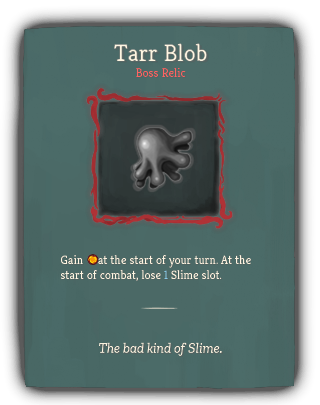 Tarr Blob
Boss Relic
Gain at the start of your turn. At the
start of combat, lose 1 Slime slot.
The bad kind of Slime.